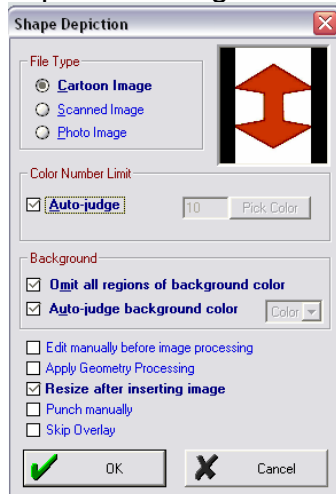 Shape Depiction
File Type
Cartoon Image
Scanned Image
Photo Image
Color Number Limit
Auto-judge
10 Pick Color
Background
Omit all regions of background color
Auto-judge background color Color
Edit manually before image processing
Apply Geometry Processing
Resize after inserting image
Punch manually
Skip Overlay
OK Cancel